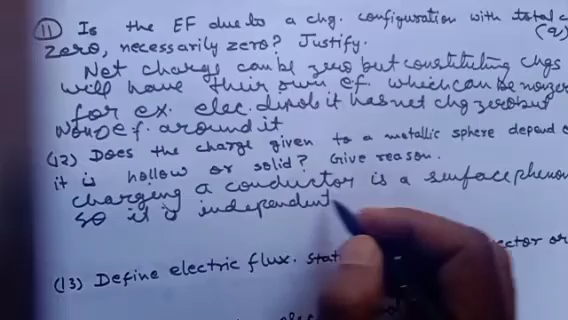 (11) Is the EF due to a chg. configuration with total
zero, necessarily zero? Justify. (q)
Net charge can be zero but constituting chgs
will have their own ef. which can be nonzero
for ex. elec. dipole it has net chg zero but
ef. around it
(12) Does the charge given to a metallic sphere depend
it is hollow or solid? Give reason.
charging a conductor is a surface phenom
so it is independent
(13) Define electric flux. Stat ector or